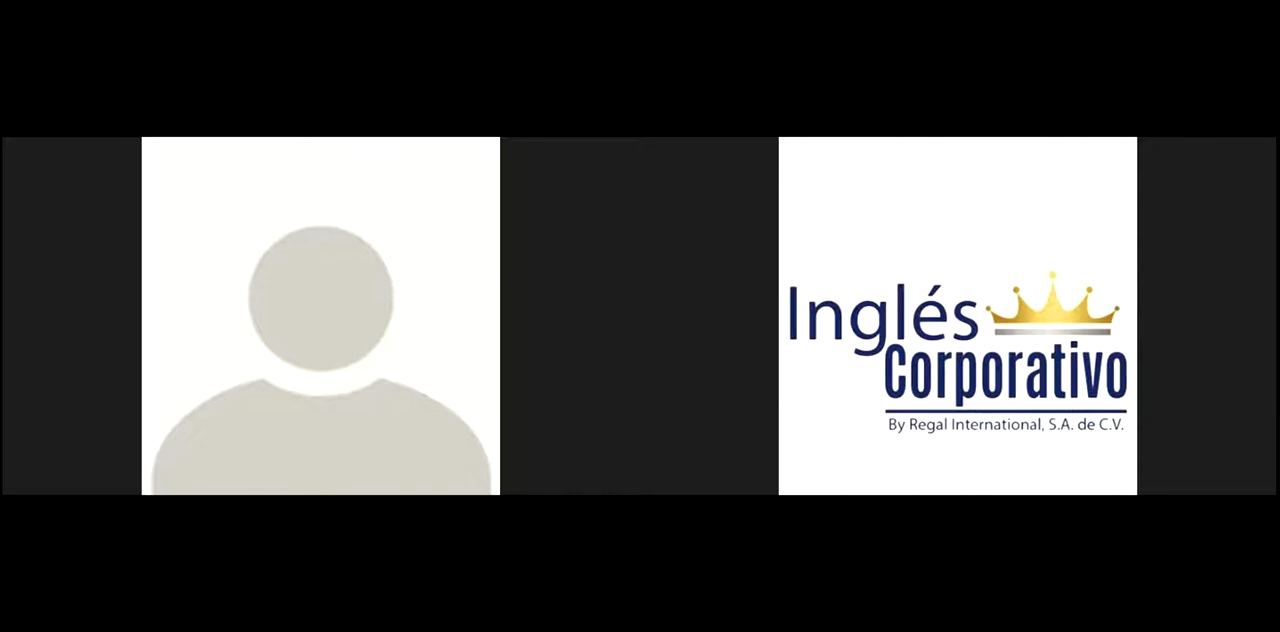 Inglés
Corporativo
By Regal International, S.A. de C.V.